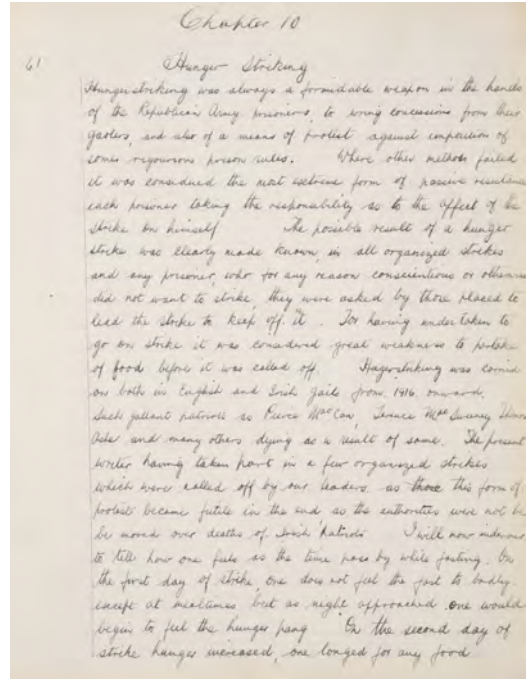 Chapter 10
61
Hunger Striking
Hungerstriking was always a formidable weapon in the hands
of the Republican Army prisoners, to wring concessions from their
gaolers, and also of a means of protest against imposition of
some rigourous prison rules. Where other methods failed
it was considered the most extreme form of passive resistance
each prisoner taking the responsibility as to the affect of the
strike on himself The possible result of a hunger
strike was clearly made known, in all organized strikes
and any prisoner, who for any reason conscientious or otherwise
did not want to strike, they were asked by those placed to
lead the strike to keep off it. For having undertaken to
go on strike it was considered great weakness to partake
of food before it was called off. Hugerstriking was carried
on both in English and Irish gaols from 1916 onward.
Such gallant patriots as Pierce MacCan, Terence MacSwiney Thomas
Ashe and many others dying as a result of same. The present
writer having taken part in a few organized strikes
which were called off by our leaders, as those this form of
protest became futile in the end as the authorities were not be
be moved over deaths of Irish Patriots I will now
to tell how one feels as the time pass by while fasting. On
the first day of strike, one does not feel the fast to badly
except at mealtimes but as night approached one would
begin to feel the hunger pang On the second day of
strike hunger increased, one longed for any food